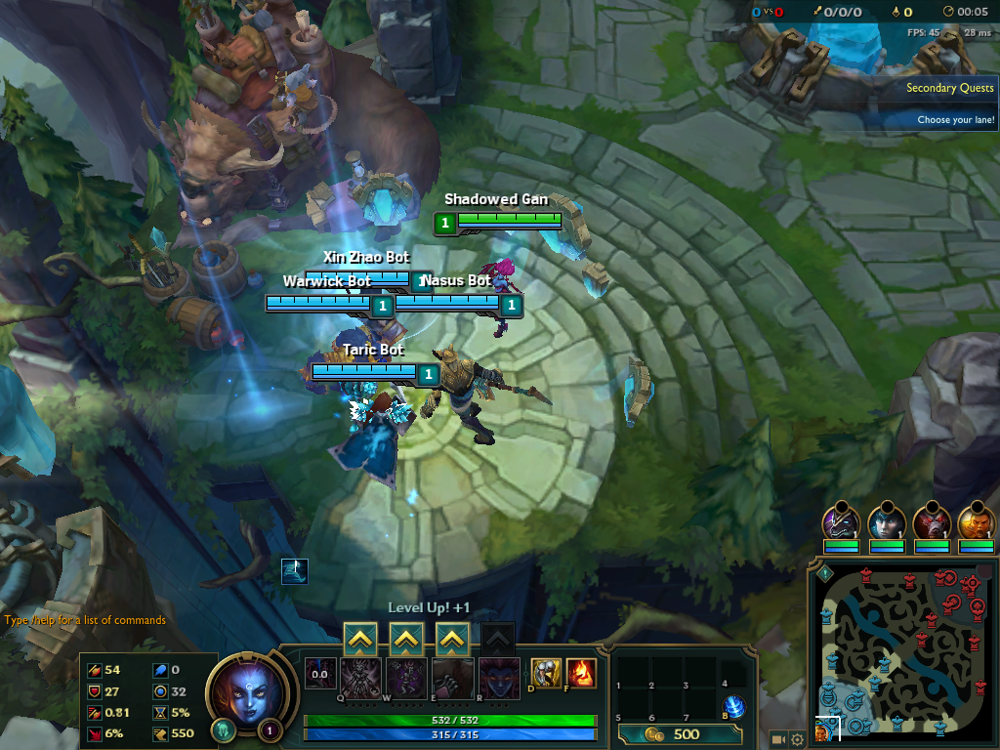 0 vs 0 0/0/0 0 00:05
FPS: 45 28 ms
Secondary Quests
Choose your lane!
Shadowed Gan
1
Xin Zhao Bot
1
Warwick Bot
Nasus Bot
1
1
Taric Bot
1
Type /help for a list of commands
Level Up! +1
0.0
Q W E R D F
1 2 3 4
5 6 7 B
54 0
27 32
0.81 5%
6% 550
1
532 / 532
315 / 315
500